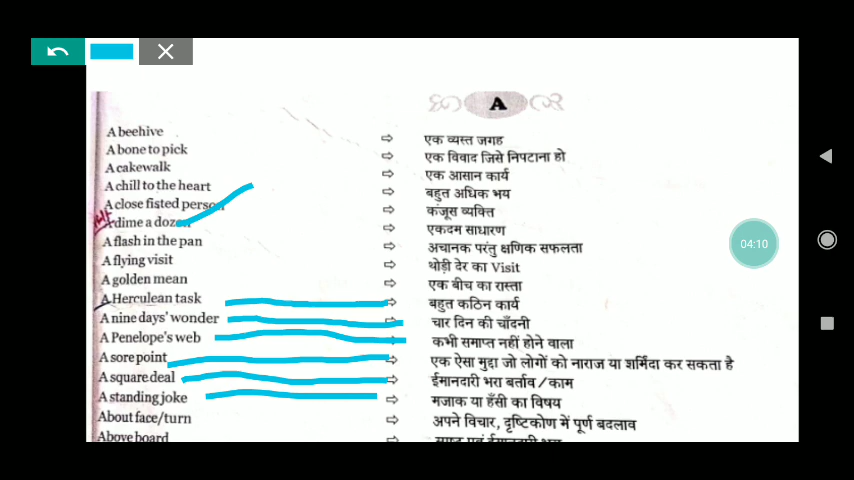 A
A beehive ⇨ एक व्यस्त जगह
A bone to pick ⇨ एक विवाद जिसे निपटाना हो
A cakewalk ⇨ एक आसान कार्य
A chill to the heart ⇨ बहुत अधिक भय
A close fisted person ⇨ कंजूस व्यक्ति
A dime a dozen ⇨ एकदम साधारण
A flash in the pan ⇨ अचानक परंतु क्षणिक सफलता
A flying visit ⇨ थोड़ी देर का Visit
A golden mean ⇨ एक बीच का रास्ता
A Herculean task ⇨ बहुत कठिन कार्य
A nine days' wonder ⇨ चार दिन की चाँदनी
A Penelope's web ⇨ कभी समाप्त नहीं होने वाला
A sore point ⇨ एक ऐसा मुद्दा जो लोगों को नाराज या शर्मिंदा कर सकता है
A square deal ⇨ ईमानदारी भरा बर्ताव/काम
A standing joke ⇨ मजाक या हँसी का विषय
About face/turn ⇨ अपने विचार, दृष्टिकोण में पूर्ण बदलाव
Above board ⇨
04:10